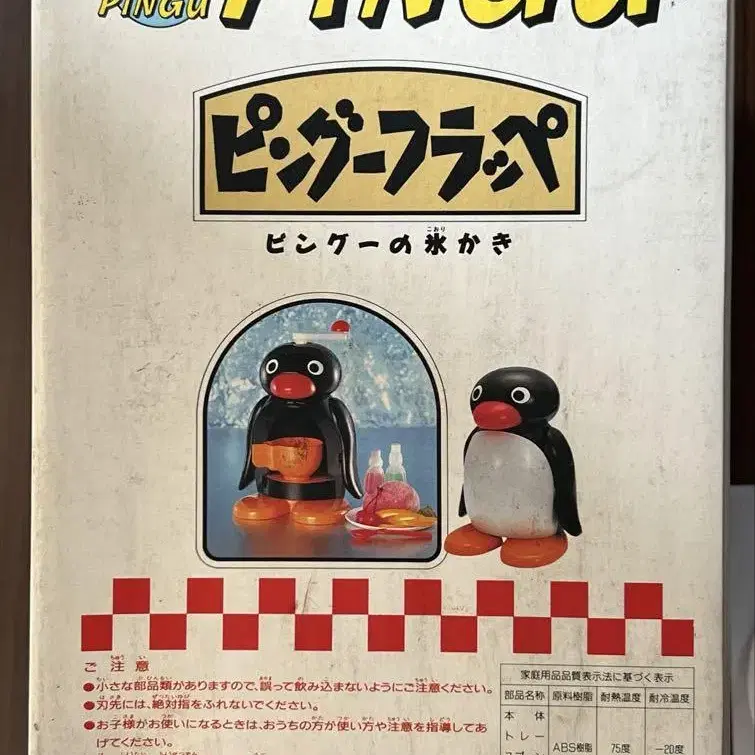 PINGU
PINGU
ピングーフラッペ
こおり
ピングーの氷かき
ちゅう い
ご注意
●小さな部品類がありますので、誤って飲み込まないようにご注意ください。
●刃先には、絶対指をふれないでください。
●お子様がお使いになるときは、おうちの方が使い方や注意を指導してあ
げてください。
家庭用品品質表示法に基づく表示
部品名称 原料樹脂 耐熱温度 耐冷温度
本体
トレー
ABS樹脂 75度 −20度